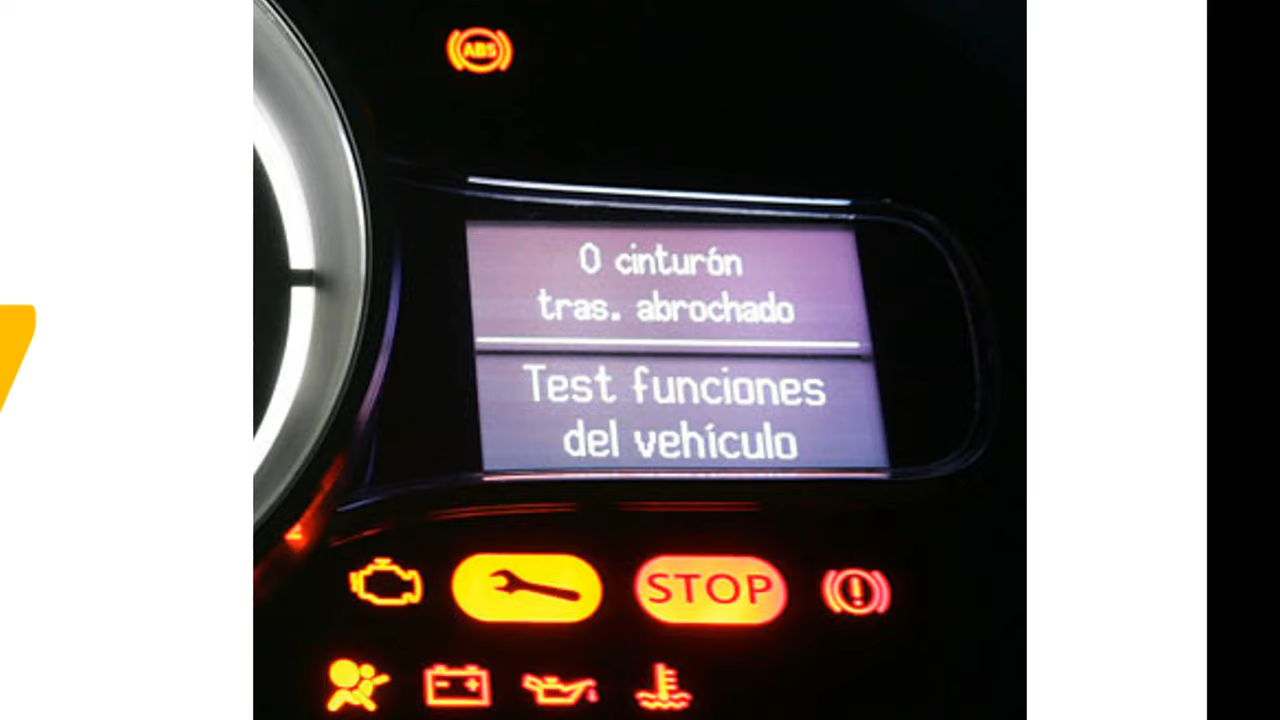 ABS
0 cinturón
tras. abrochado
Test funciones
del vehículo
STOP